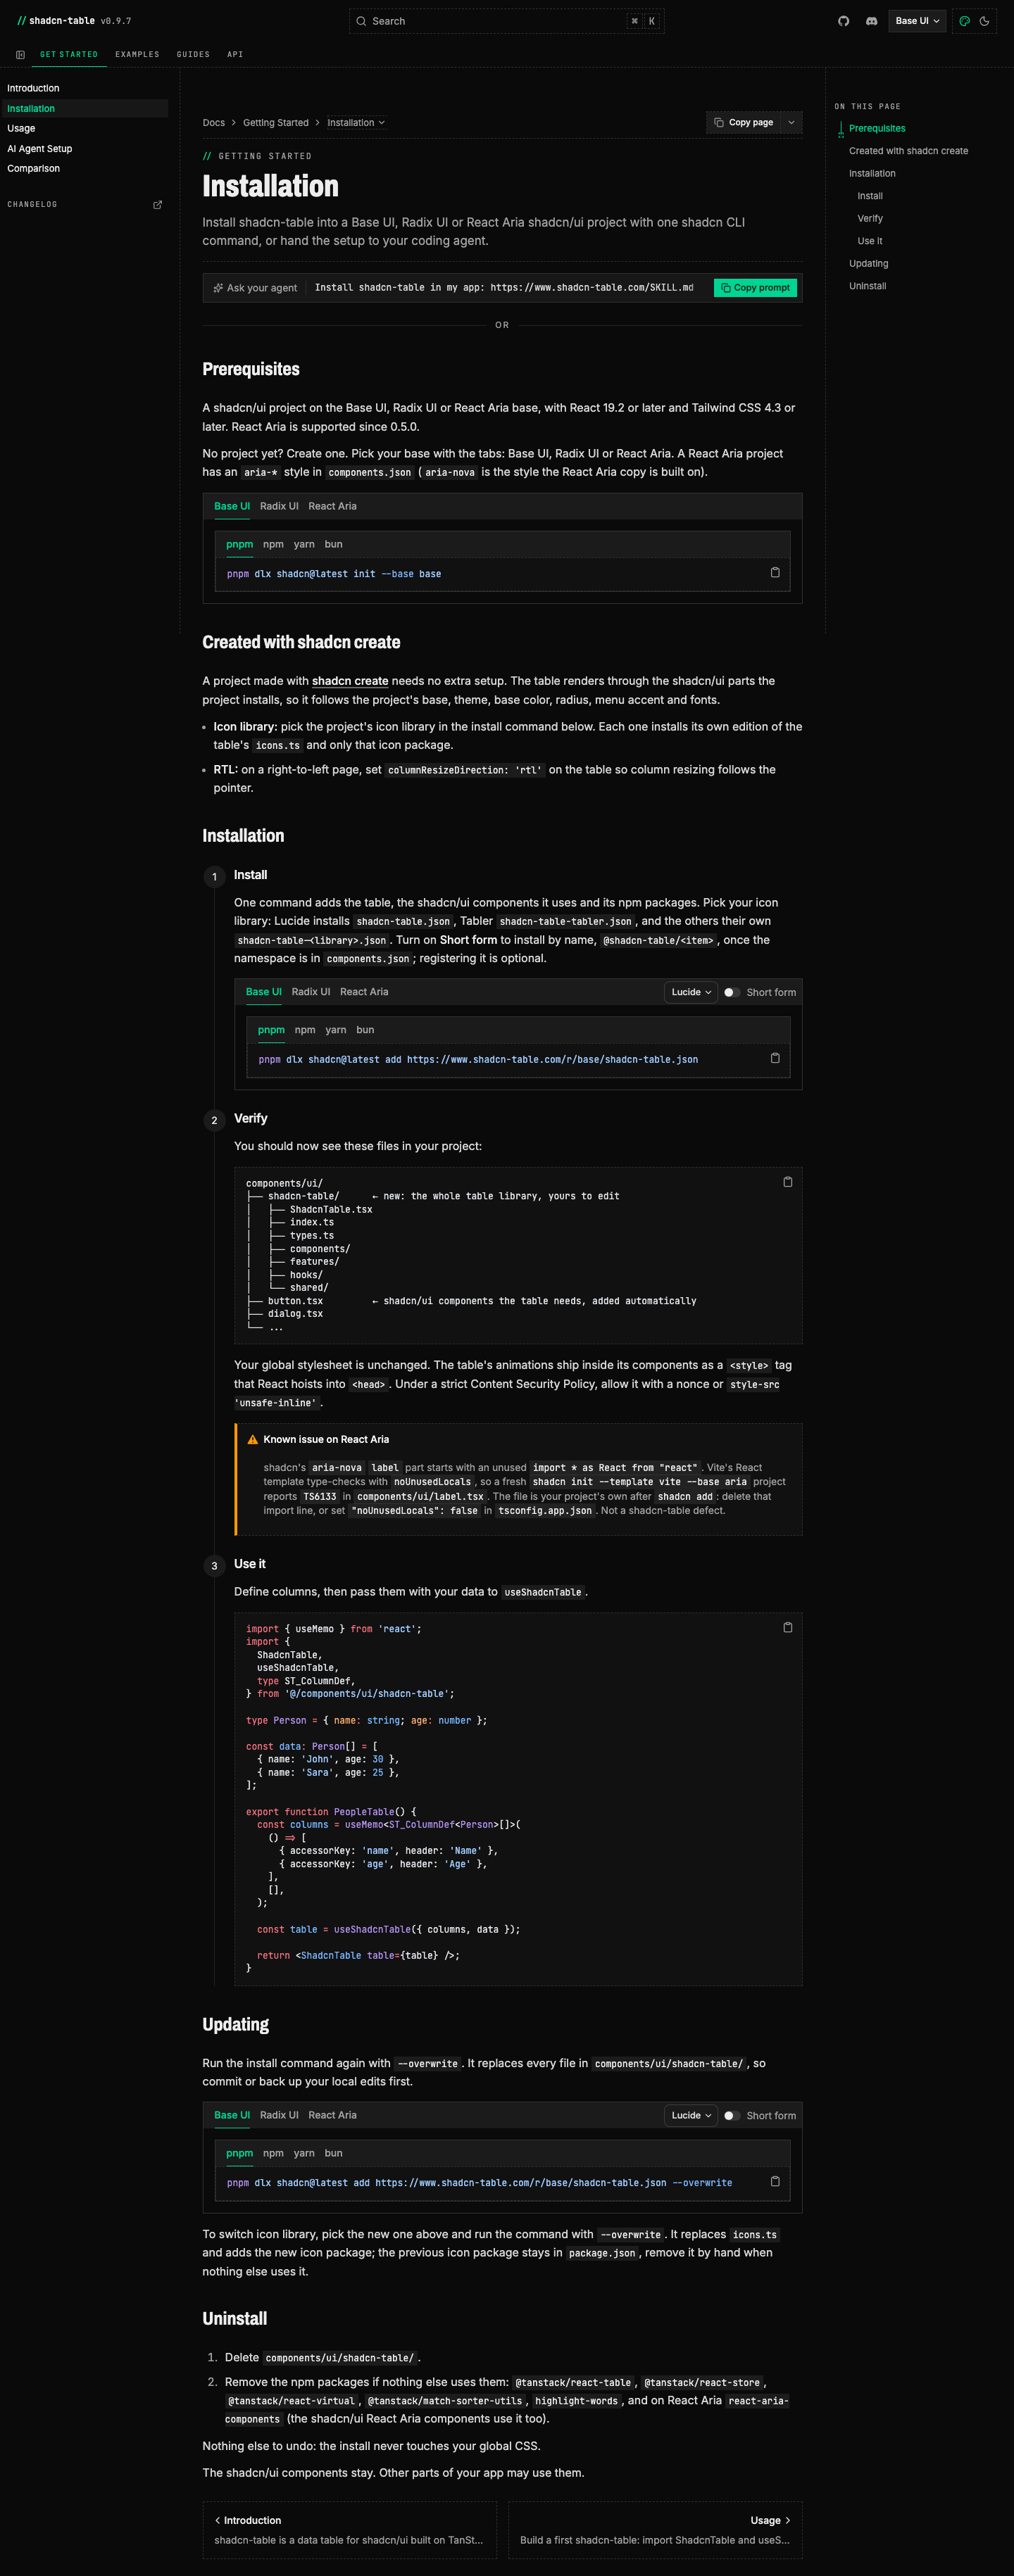 // shadcn-table v0.9.7
Search
⌘ K
Base UI
GET STARTED
EXAMPLES
GUIDES
API
Introduction
Installation
Usage
AI Agent Setup
Comparison
CHANGELOG
Docs > Getting Started > Installation
Copy page
// GETTING STARTED
Installation
Install shadcn-table into a Base UI, Radix UI or React Aria shadcn/ui project with one shadcn CLI
command, or hand the setup to your coding agent.
Ask your agent
Install shadcn-table in my app: https://www.shadcn-table.com/SKILL.md
Copy prompt
OR
ON THIS PAGE
Prerequisites
Created with shadcn create
Installation
Install
Verify
Use it
Updating
Uninstall
Prerequisites
A shadcn/ui project on the Base UI, Radix UI or React Aria base, with React 19.2 or later and Tailwind CSS 4.3 or
later. React Aria is supported since 0.5.0.
No project yet? Create one. Pick your base with the tabs: Base UI, Radix UI or React Aria. A React Aria project
has an aria-* style in components.json (aria-nova is the style the React Aria copy is built on).
Base UI Radix UI React Aria
pnpm npm yarn bun
pnpm dlx shadcn@latest init --base base
Created with shadcn create
A project made with shadcn create needs no extra setup. The table renders through the shadcn/ui parts the
project installs, so it follows the project's base, theme, base color, radius, menu accent and fonts.
• Icon library: pick the project's icon library in the install command below. Each one installs its own edition of the
table's icons.ts and only that icon package.
• RTL: on a right-to-left page, set columnResizeDirection: 'rtl' on the table so column resizing follows the
pointer.
Installation
1
Install
One command adds the table, the shadcn/ui components it uses and its npm packages. Pick your icon
library: Lucide installs shadcn-table.json, Tabler shadcn-table-tabler.json, and the others their own
shadcn-table-<library>.json. Turn on Short form to install by name, @shadcn-table/<item>, once the
namespace is in components.json; registering it is optional.
Base UI Radix UI React Aria
Lucide
Short form
pnpm npm yarn bun
pnpm dlx shadcn@latest add https://www.shadcn-table.com/r/base/shadcn-table.json
2
Verify
You should now see these files in your project:
components/ui/
├── shadcn-table/      ← new: the whole table library, yours to edit
│   ├── ShadcnTable.tsx
│   ├── index.ts
│   ├── types.ts
│   ├── components/
│   ├── features/
│   ├── hooks/
│   └── shared/
├── button.tsx         ← shadcn/ui components the table needs, added automatically
├── dialog.tsx
└── ...
Your global stylesheet is unchanged. The table's animations ship inside its components as a <style> tag
that React hoists into <head>. Under a strict Content Security Policy, allow it with a nonce or style-src
'unsafe-inline'.
Known issue on React Aria
shadcn's aria-nova label part starts with an unused import * as React from "react". Vite's React
template type-checks with noUnusedLocals, so a fresh shadcn init --template vite --base aria project
reports TS6133 in components/ui/label.tsx. The file is your project's own after shadcn add: delete that
import line, or set "noUnusedLocals": false in tsconfig.app.json. Not a shadcn-table defect.
3
Use it
Define columns, then pass them with your data to useShadcnTable.
import { useMemo } from 'react';
import {
  ShadcnTable,
  useShadcnTable,
  type ST_ColumnDef,
} from '@/components/ui/shadcn-table';
type Person = { name: string; age: number };
const data: Person[] = [
  { name: 'John', age: 30 },
  { name: 'Sara', age: 25 },
];
export function PeopleTable() {
  const columns = useMemo<ST_ColumnDef<Person>[]>(
    () => [
      { accessorKey: 'name', header: 'Name' },
      { accessorKey: 'age', header: 'Age' },
    ],
    [],
  );
  const table = useShadcnTable({ columns, data });
  return <ShadcnTable table={table} />;
}
Updating
Run the install command again with --overwrite. It replaces every file in components/ui/shadcn-table/, so
commit or back up your local edits first.
Base UI Radix UI React Aria
Lucide
Short form
pnpm npm yarn bun
pnpm dlx shadcn@latest add https://www.shadcn-table.com/r/base/shadcn-table.json --overwrite
To switch icon library, pick the new one above and run the command with --overwrite. It replaces icons.ts
and adds the new icon package; the previous icon package stays in package.json, remove it by hand when
nothing else uses it.
Uninstall
1. Delete components/ui/shadcn-table/.
2. Remove the npm packages if nothing else uses them: @tanstack/react-table, @tanstack/react-store,
@tanstack/react-virtual, @tanstack/match-sorter-utils, highlight-words, and on React Aria react-aria-
components (the shadcn/ui React Aria components use it too).
Nothing else to undo: the install never touches your global CSS.
The shadcn/ui components stay. Other parts of your app may use them.
Introduction
shadcn-table is a data table for shadcn/ui built on TanSt...
Usage
Build a first shadcn-table: import ShadcnTable and useS...